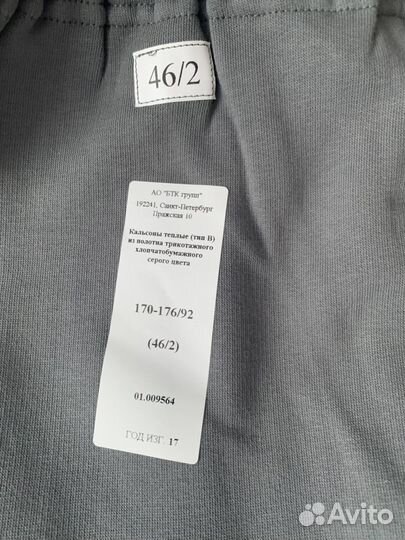 46/2
АО "БТК групп"
192241, Санкт-Петербург
Пряжская 10
Кальсоны теплые (тип В)
из полотна трикотажного
хлопчатобумажного
серого цвета
170-176/92
(46/2)
01.009564
ГОД ИЗГ. 17
Avito